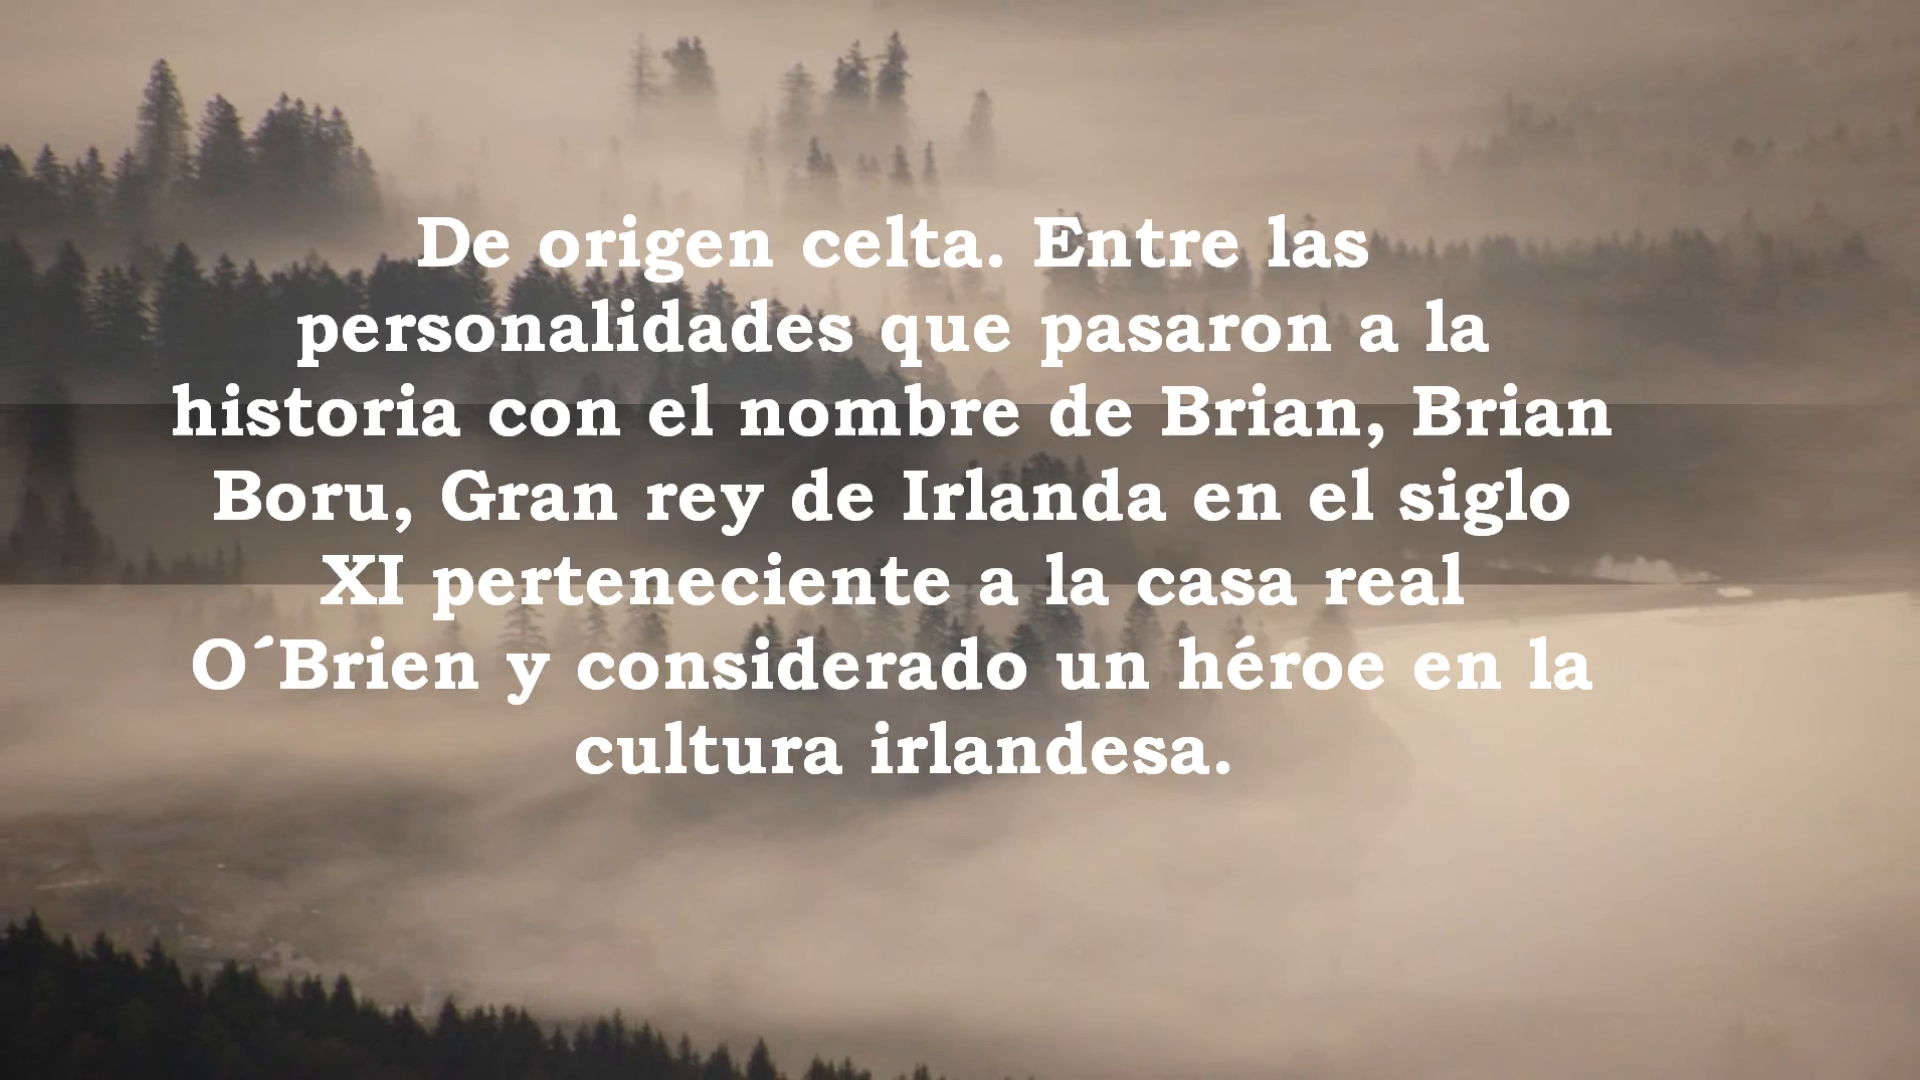 De origen celta. Entre las
personalidades que pasaron a la
historia con el nombre de Brian, Brian
Boru, Gran rey de Irlanda en el siglo
XI perteneciente a la casa real
O´Brien y considerado un héroe en la
cultura irlandesa.